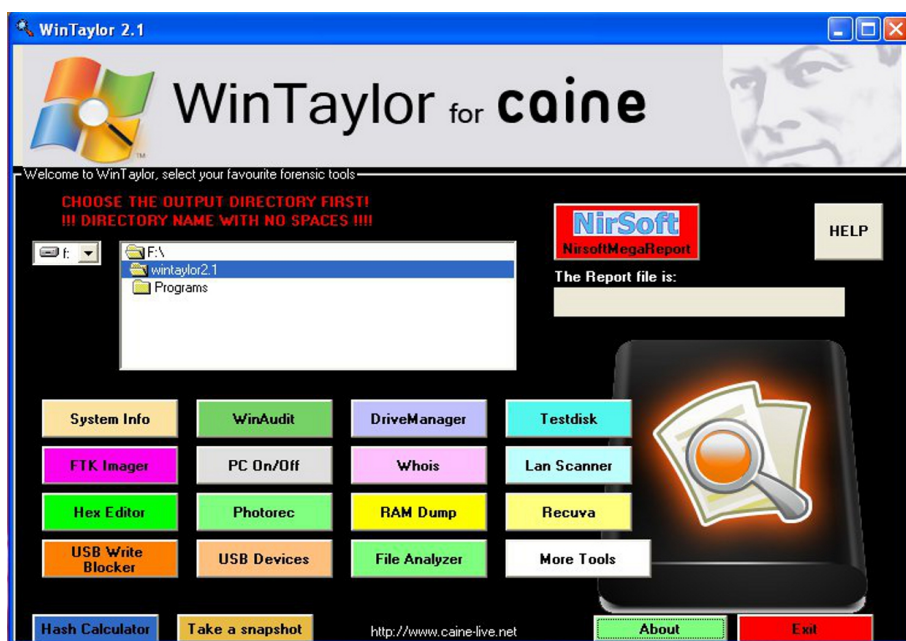 WinTaylor 2.1
WinTaylor for caine
TM
Welcome to WinTaylor, select your favourite forensic tools
CHOOSE THE OUTPUT DIRECTORY FIRST!
!!! DIRECTORY NAME WITH NO SPACES !!!!
NirSoft
NirsoftMegaReport
HELP
f:
F:\
wintaylor2.1
Programs
The Report file is:
System Info
WinAudit
DriveManager
Testdisk
FTK Imager
PC On/Off
Whois
Lan Scanner
Hex Editor
Photorec
RAM Dump
Recuva
USB Write
Blocker
USB Devices
File Analyzer
More Tools
Hash Calculator
Take a snapshot
http://www.caine-live.net
About
Exit